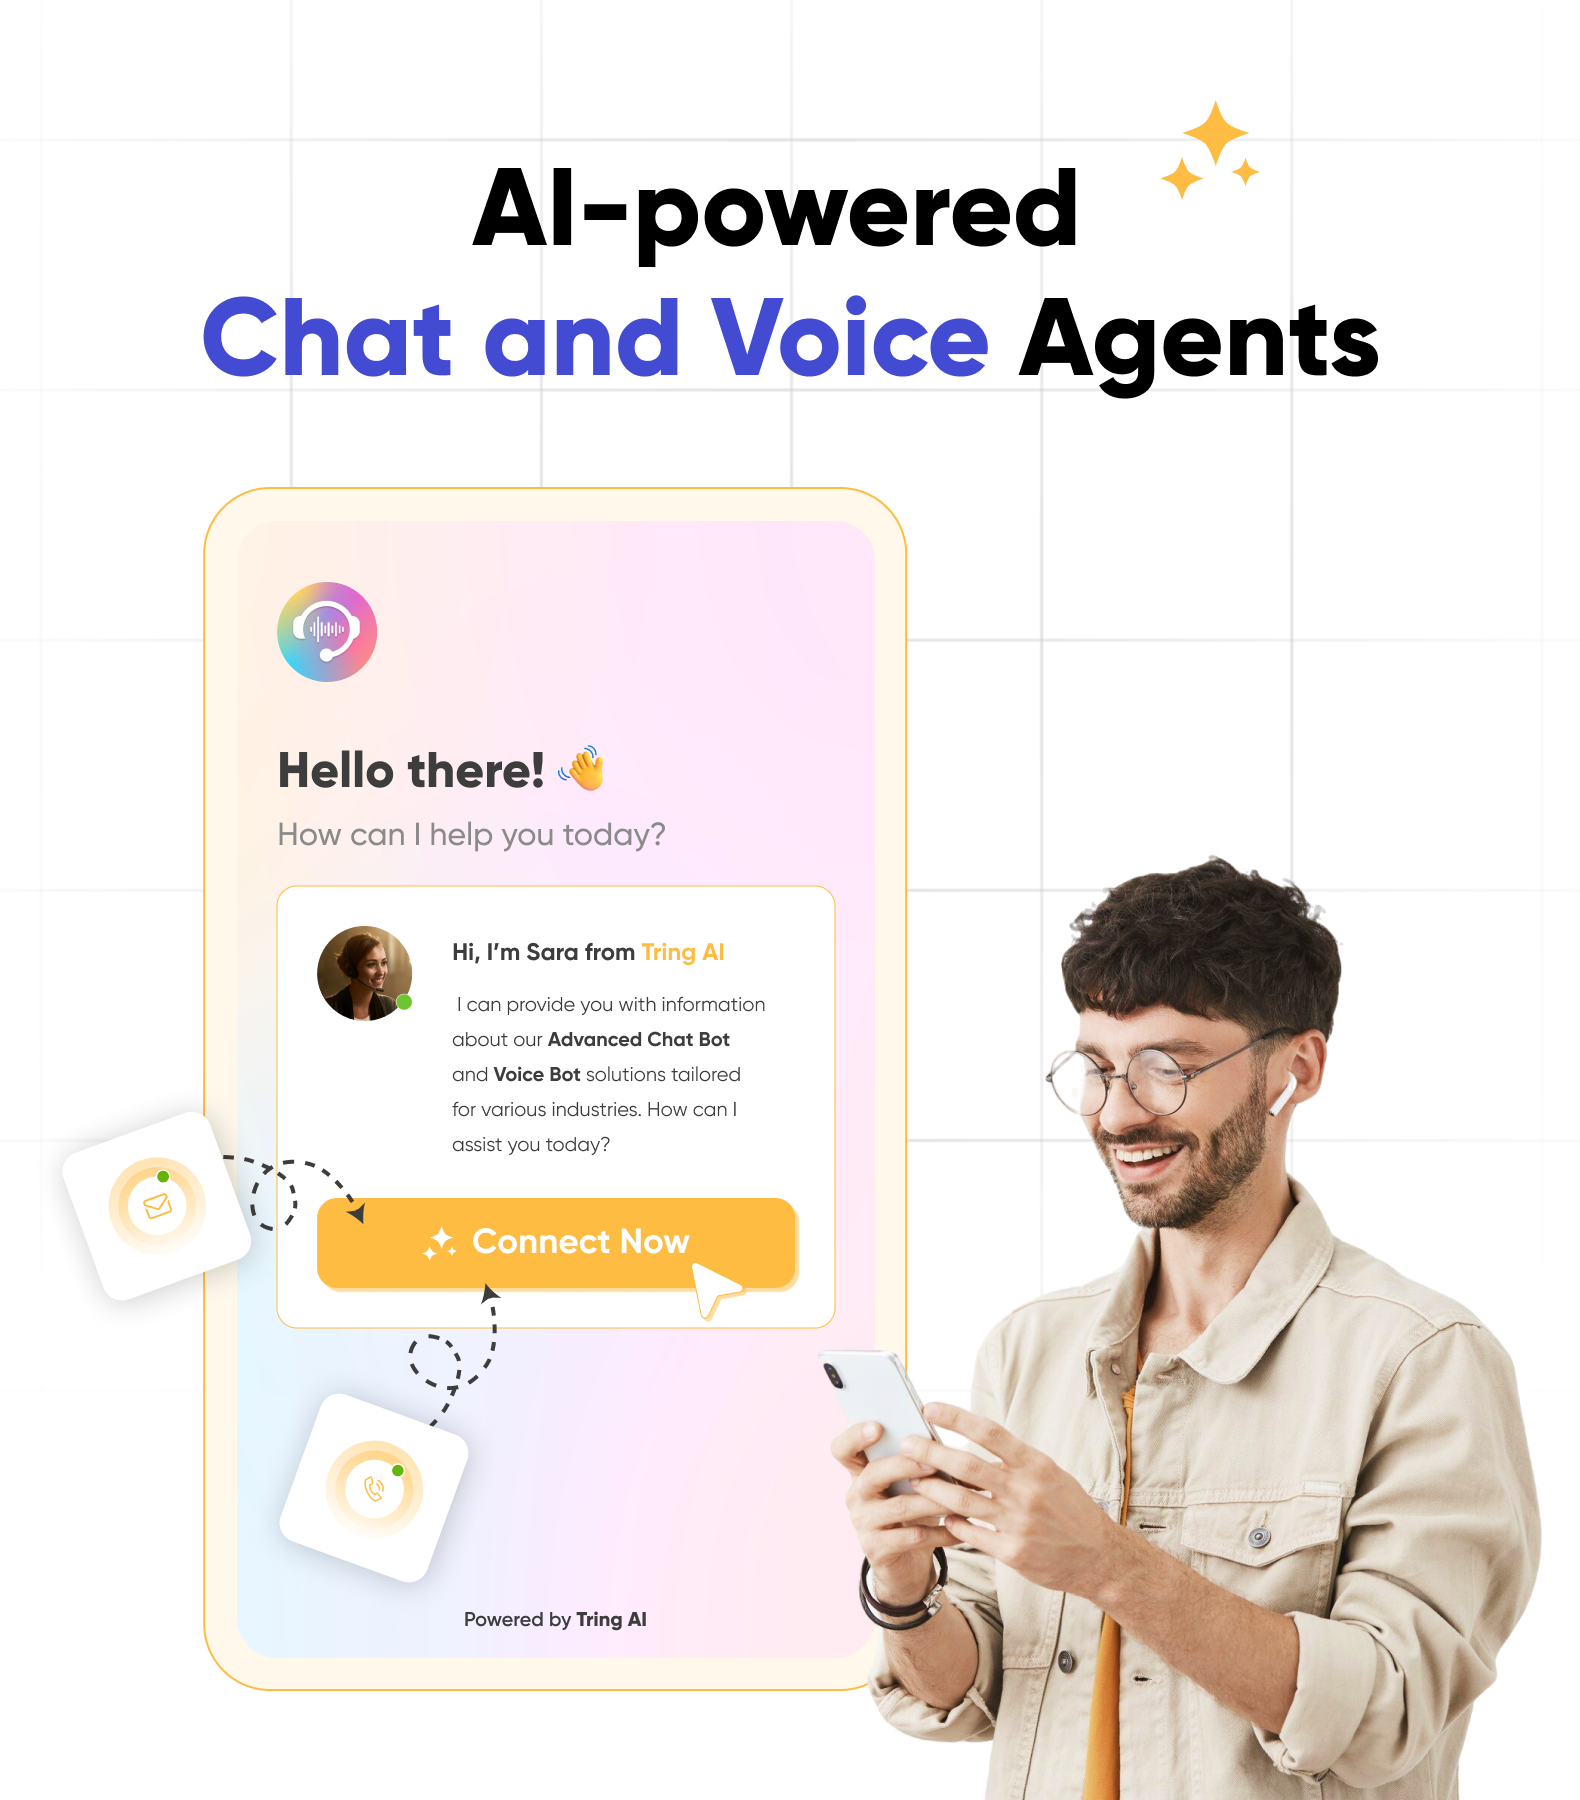 AI-powered
Chat and Voice Agents
Hello there! 👋
How can I help you today?
Hi, I’m Sara from Tring AI
I can provide you with information
about our Advanced Chat Bot
and Voice Bot solutions tailored
for various industries. How can I
assist you today?
Connect Now
Powered by Tring AI